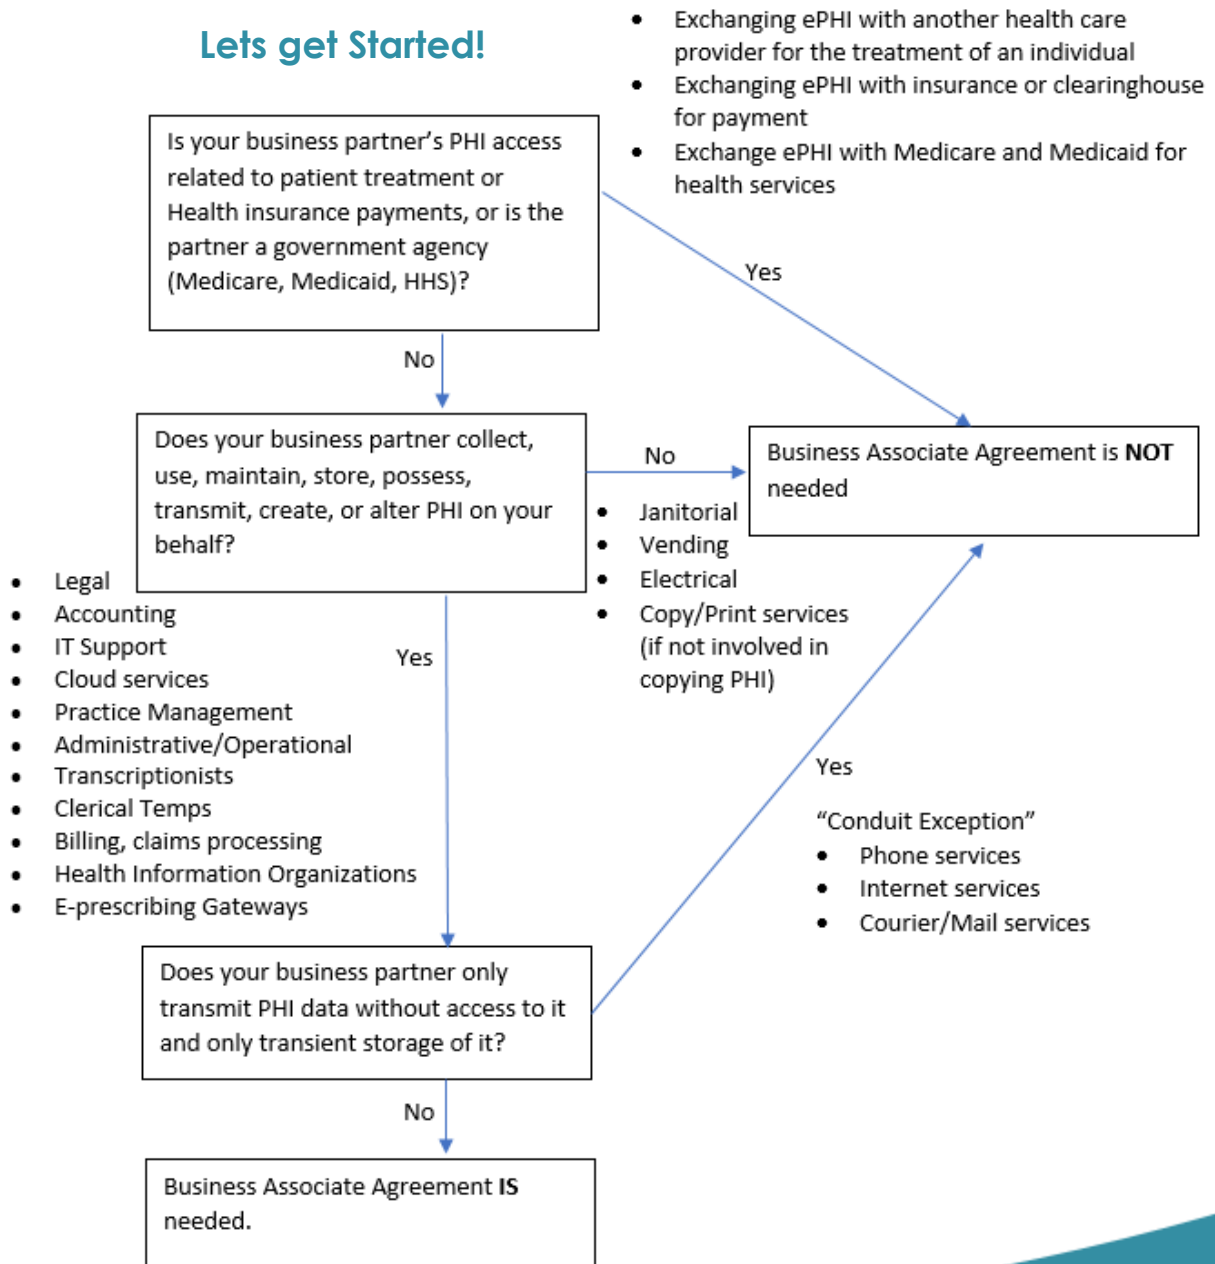 Lets get Started!
• Exchanging ePHI with another health care
provider for the treatment of an individual
• Exchanging ePHI with insurance or clearinghouse
for payment
• Exchange ePHI with Medicare and Medicaid for
health services
Is your business partner’s PHI access
related to patient treatment or
Health insurance payments, or is the
partner a government agency
(Medicare, Medicaid, HHS)?
Yes
No
Does your business partner collect,
use, maintain, store, possess,
transmit, create, or alter PHI on your
behalf?
No
Business Associate Agreement is NOT
needed
• Janitorial
• Vending
• Electrical
• Copy/Print services
(if not involved in
copying PHI)
• Legal
• Accounting
• IT Support
• Cloud services
• Practice Management
• Administrative/Operational
• Transcriptionists
• Clerical Temps
• Billing, claims processing
• Health Information Organizations
• E-prescribing Gateways
Yes
Yes
“Conduit Exception”
• Phone services
• Internet services
• Courier/Mail services
Does your business partner only
transmit PHI data without access to it
and only transient storage of it?
No
Business Associate Agreement IS
needed.